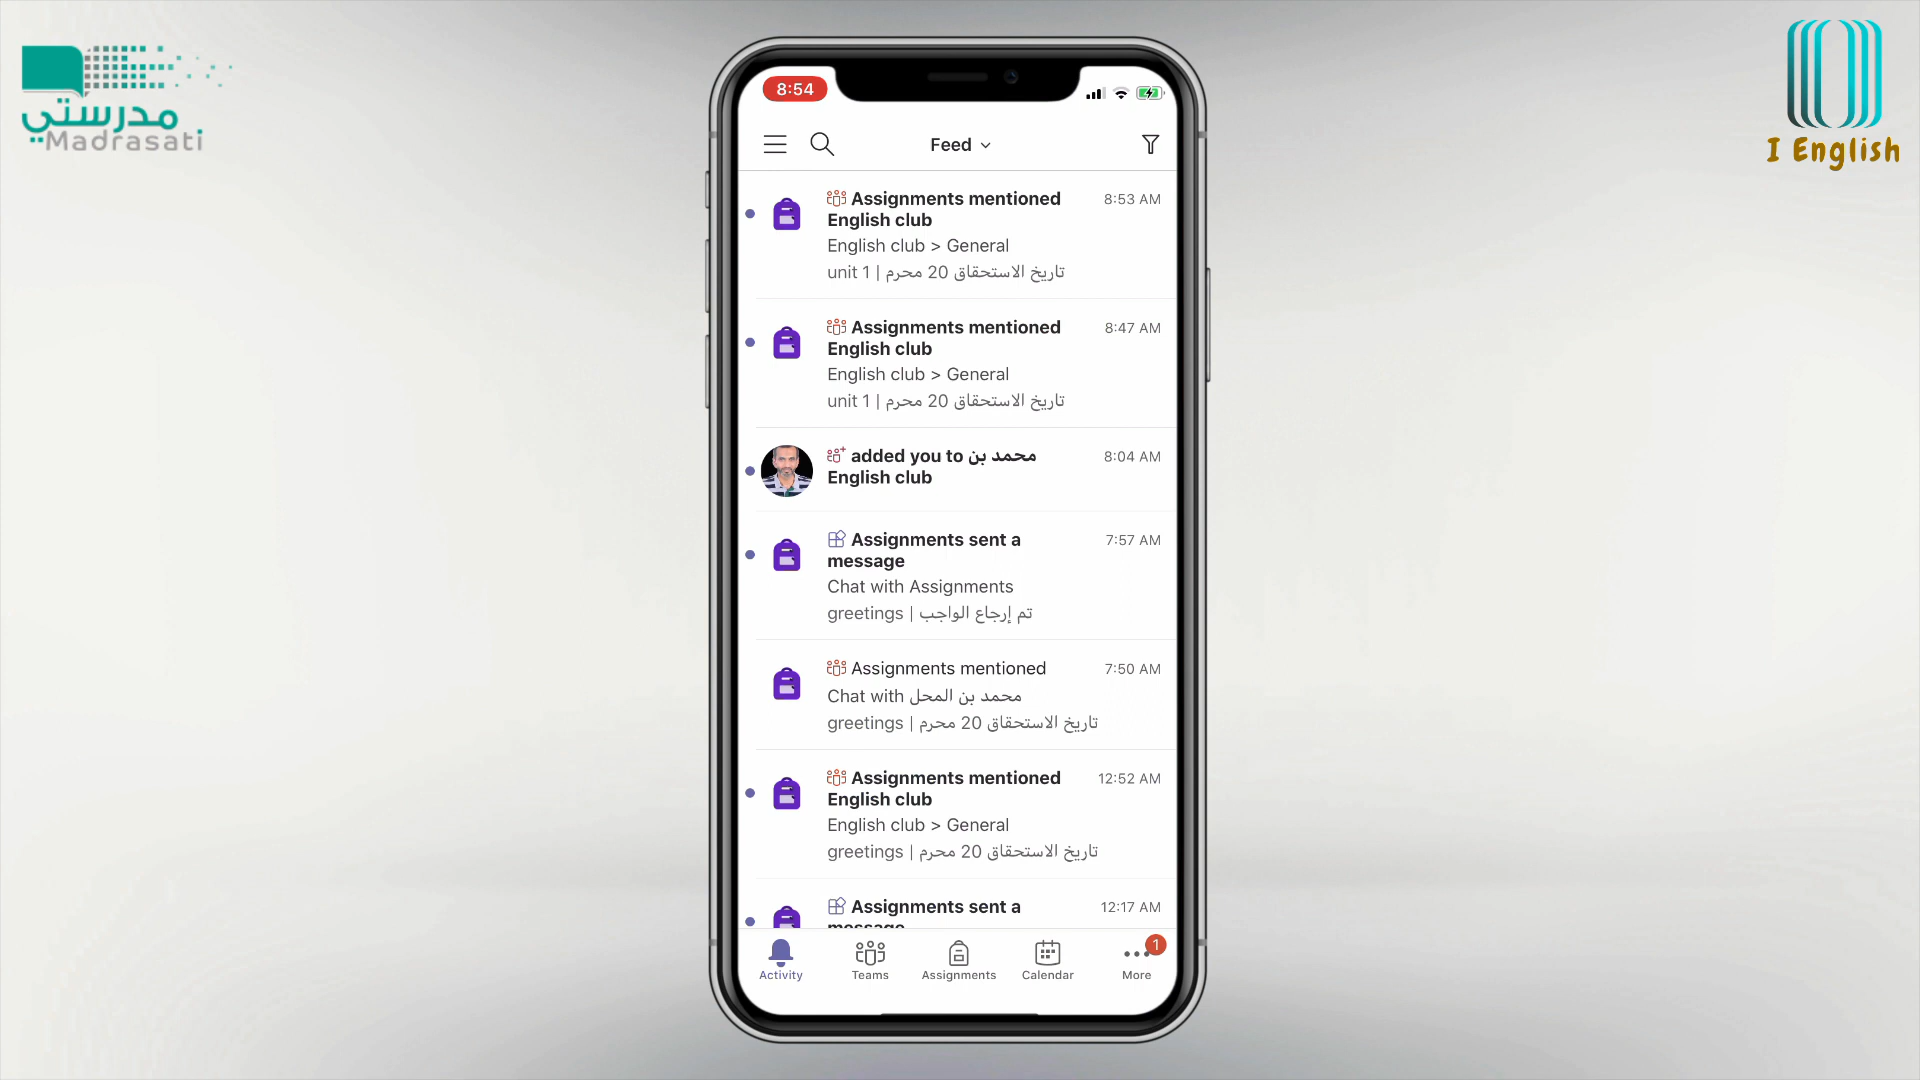 مدرستي
Madrasati
I English
8:54
Feed
Assignments mentioned
English club
8:53 AM
English club > General
unit 1 | تاريخ الاستحقاق 20 محرم
Assignments mentioned
English club
8:47 AM
English club > General
unit 1 | تاريخ الاستحقاق 20 محرم
added you to محمد بن
English club
8:04 AM
Assignments sent a
message
7:57 AM
Chat with Assignments
greetings | تم إرجاع الواجب
Assignments mentioned
7:50 AM
Chat with محمد بن المحل
greetings | تاريخ الاستحقاق 20 محرم
Assignments mentioned
English club
12:52 AM
English club > General
greetings | تاريخ الاستحقاق 20 محرم
Assignments sent a
message
12:17 AM
Activity
Teams
Assignments
Calendar
More
1